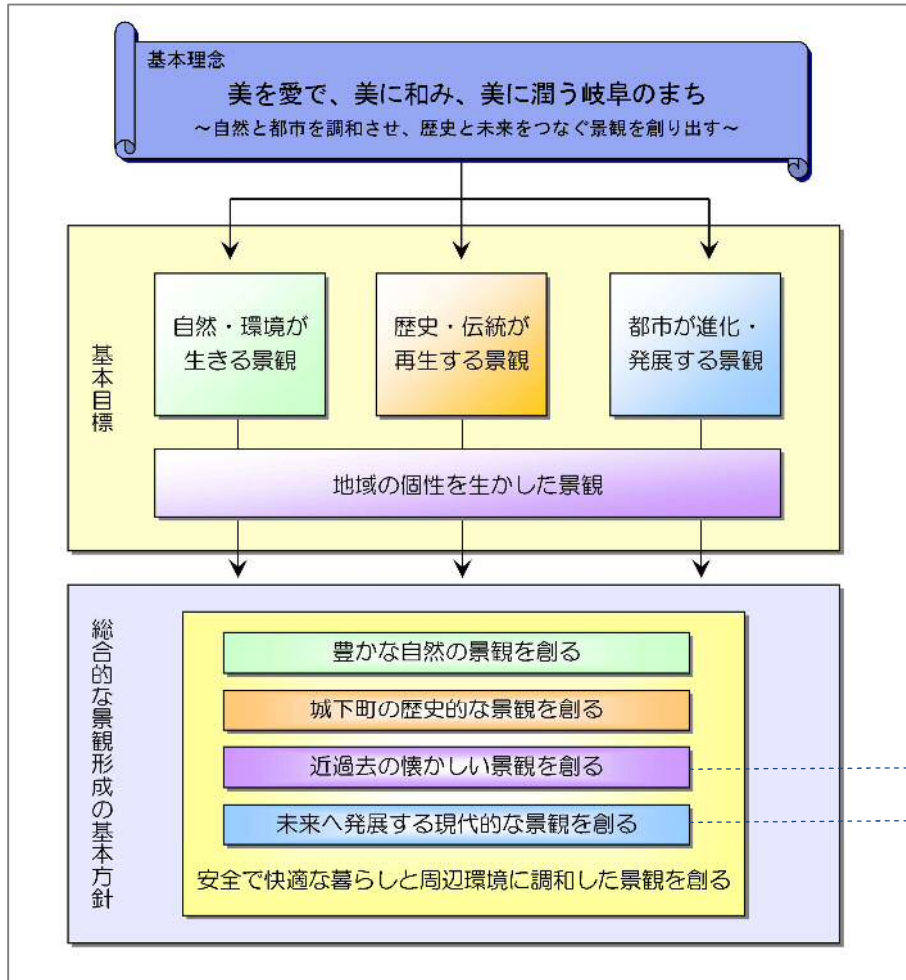 基本理念
美を愛で、美に和み、美に潤う岐阜のまち
～自然と都市を調和させ、歴史と未来をつなぐ景観を創り出す～
基本目標
自然・環境が
生きる景観
歴史・伝統が
再生する景観
都市が進化・
発展する景観
地域の個性を生かした景観
総合的な景観形成の基本方針
豊かな自然の景観を創る
城下町の歴史的な景観を創る
近過去の懐かしい景観を創る
未来へ発展する現代的な景観を創る
安全で快適な暮らしと周辺環境に調和した景観を創る